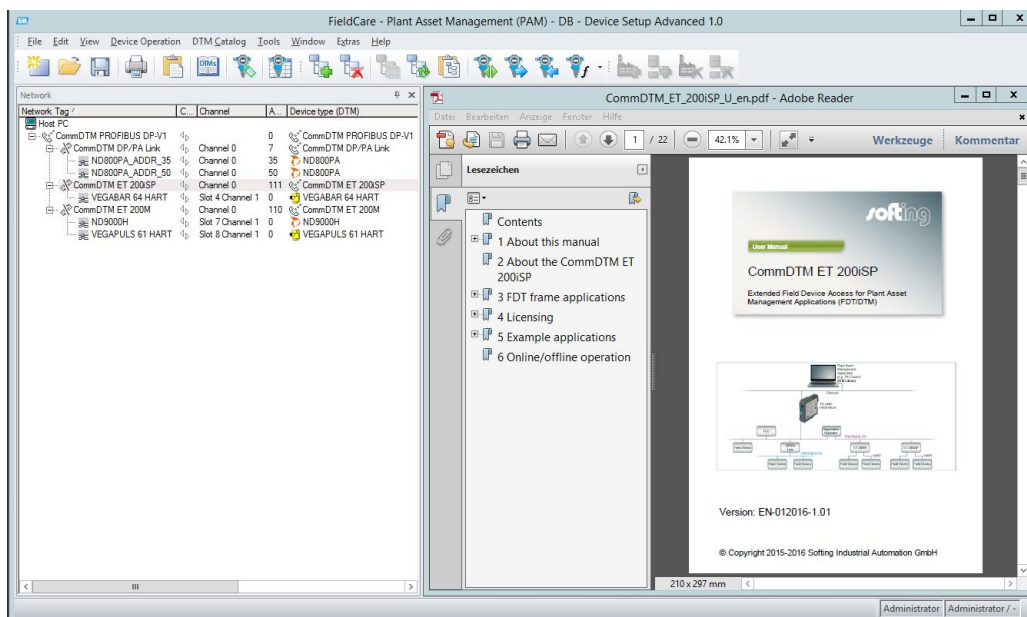 FieldCare - Plant Asset Management (PAM) - DB - Device Setup Advanced 1.0
File Edit View Device Operation DTM Catalog Tools Window Extras Help
DTMs
Network
Network Tag C... Channel A... Device type (DTM)
Host PC
CommDTM PROFIBUS DP-V1 0 CommDTM PROFIBUS DP-V1
CommDTM DP/PA Link Channel 0 7 CommDTM DP/PA Link
ND800PA_ADDR_35 Channel 0 35 ND800PA
ND800PA_ADDR_50 Channel 0 50 ND800PA
CommDTM ET 200iSP Channel 0 111 CommDTM ET 200iSP
VEGABAR 64 HART Slot 4 Channel 1 0 VEGABAR 64 HART
CommDTM ET 200M Channel 0 110 CommDTM ET 200M
ND9000H Slot 7 Channel 1 0 ND9000H
VEGAPULS 61 HART Slot 8 Channel 1 0 VEGAPULS 61 HART
CommDTM_ET_200iSP_U_en.pdf - Adobe Reader
Datei Bearbeiten Anzeige Fenster Hilfe
1 / 22 42.1% Werkzeuge Kommentar
Lesezeichen
Contents
1 About this manual
2 About the CommDTM ET
200iSP
3 FDT frame applications
4 Licensing
5 Example applications
6 Online/offline operation
softing
User Manual
CommDTM ET 200iSP
Extended Field Device Access for Plant Asset
Management Applications (FDT/DTM)
Version: EN-012016-1.01
© Copyright 2015-2016 Softing Industrial Automation GmbH
210 x 297 mm
Administrator Administrator / -